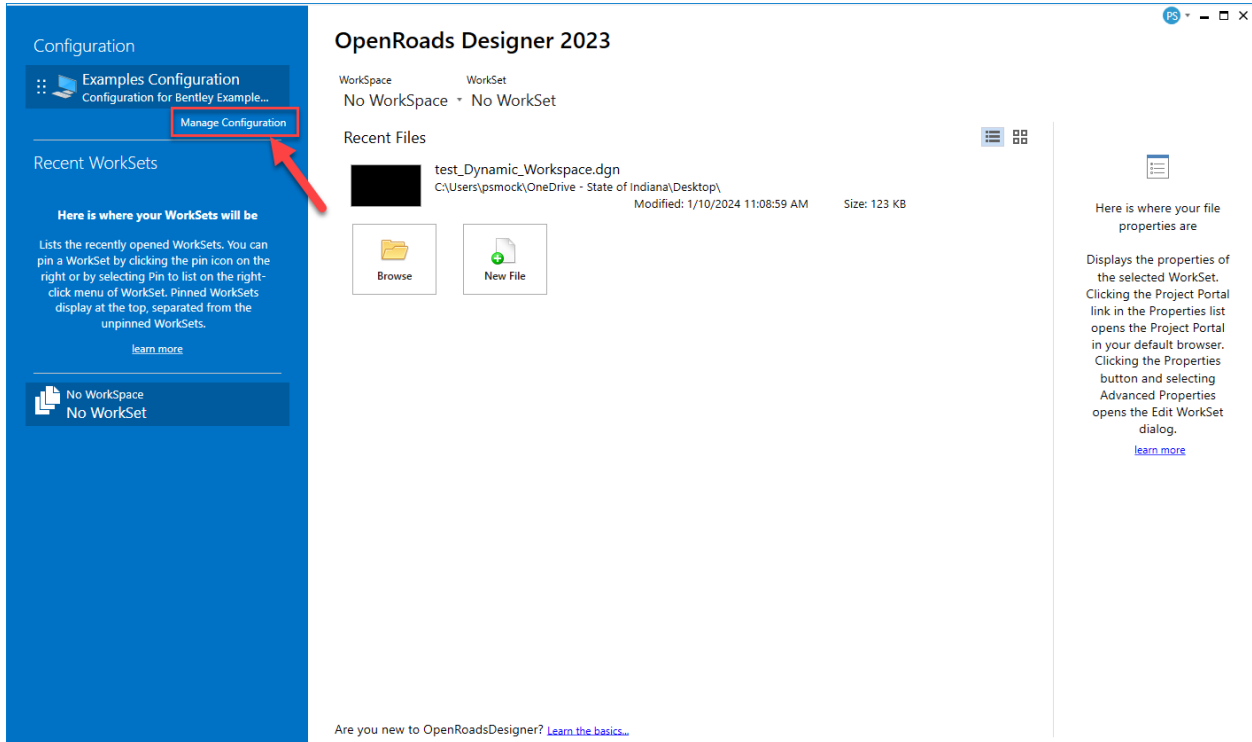 PS
Configuration
Examples Configuration
Configuration for Bentley Example...
Manage Configuration
Recent WorkSets
Here is where your WorkSets will be
Lists the recently opened WorkSets. You can
pin a WorkSet by clicking the pin icon on the
right or by selecting Pin to list on the right-
click menu of WorkSet. Pinned WorkSets
display at the top, separated from the
unpinned WorkSets.
learn more
No WorkSpace
No WorkSet
OpenRoads Designer 2023
WorkSpace WorkSet
No WorkSpace No WorkSet
Recent Files
test_Dynamic_Workspace.dgn
C:\Users\psmock\OneDrive - State of Indiana\Desktop\
Modified: 1/10/2024 11:08:59 AM Size: 123 KB
Browse New File
Are you new to OpenRoadsDesigner? Learn the basics...
Here is where your file
properties are
Displays the properties of
the selected WorkSet.
Clicking the Project Portal
link in the Properties list
opens the Project Portal
in your default browser.
Clicking the Properties
button and selecting
Advanced Properties
opens the Edit WorkSet
dialog.
learn more